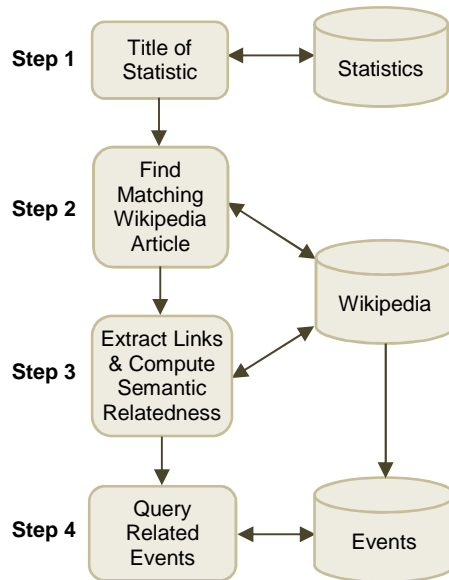 Step 1
Title of
Statistic
Statistics
Step 2
Find
Matching
Wikipedia
Article
Wikipedia
Step 3
Extract Links
& Compute
Semantic
Relatedness
Step 4
Query
Related
Events
Events